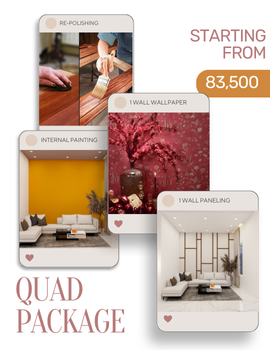 RE-POLISHING
STARTING
FROM
83,500
1 WALL WALLPAPER
INTERNAL PAINTING
1 WALL PANELING
QUAD
PACKAGE